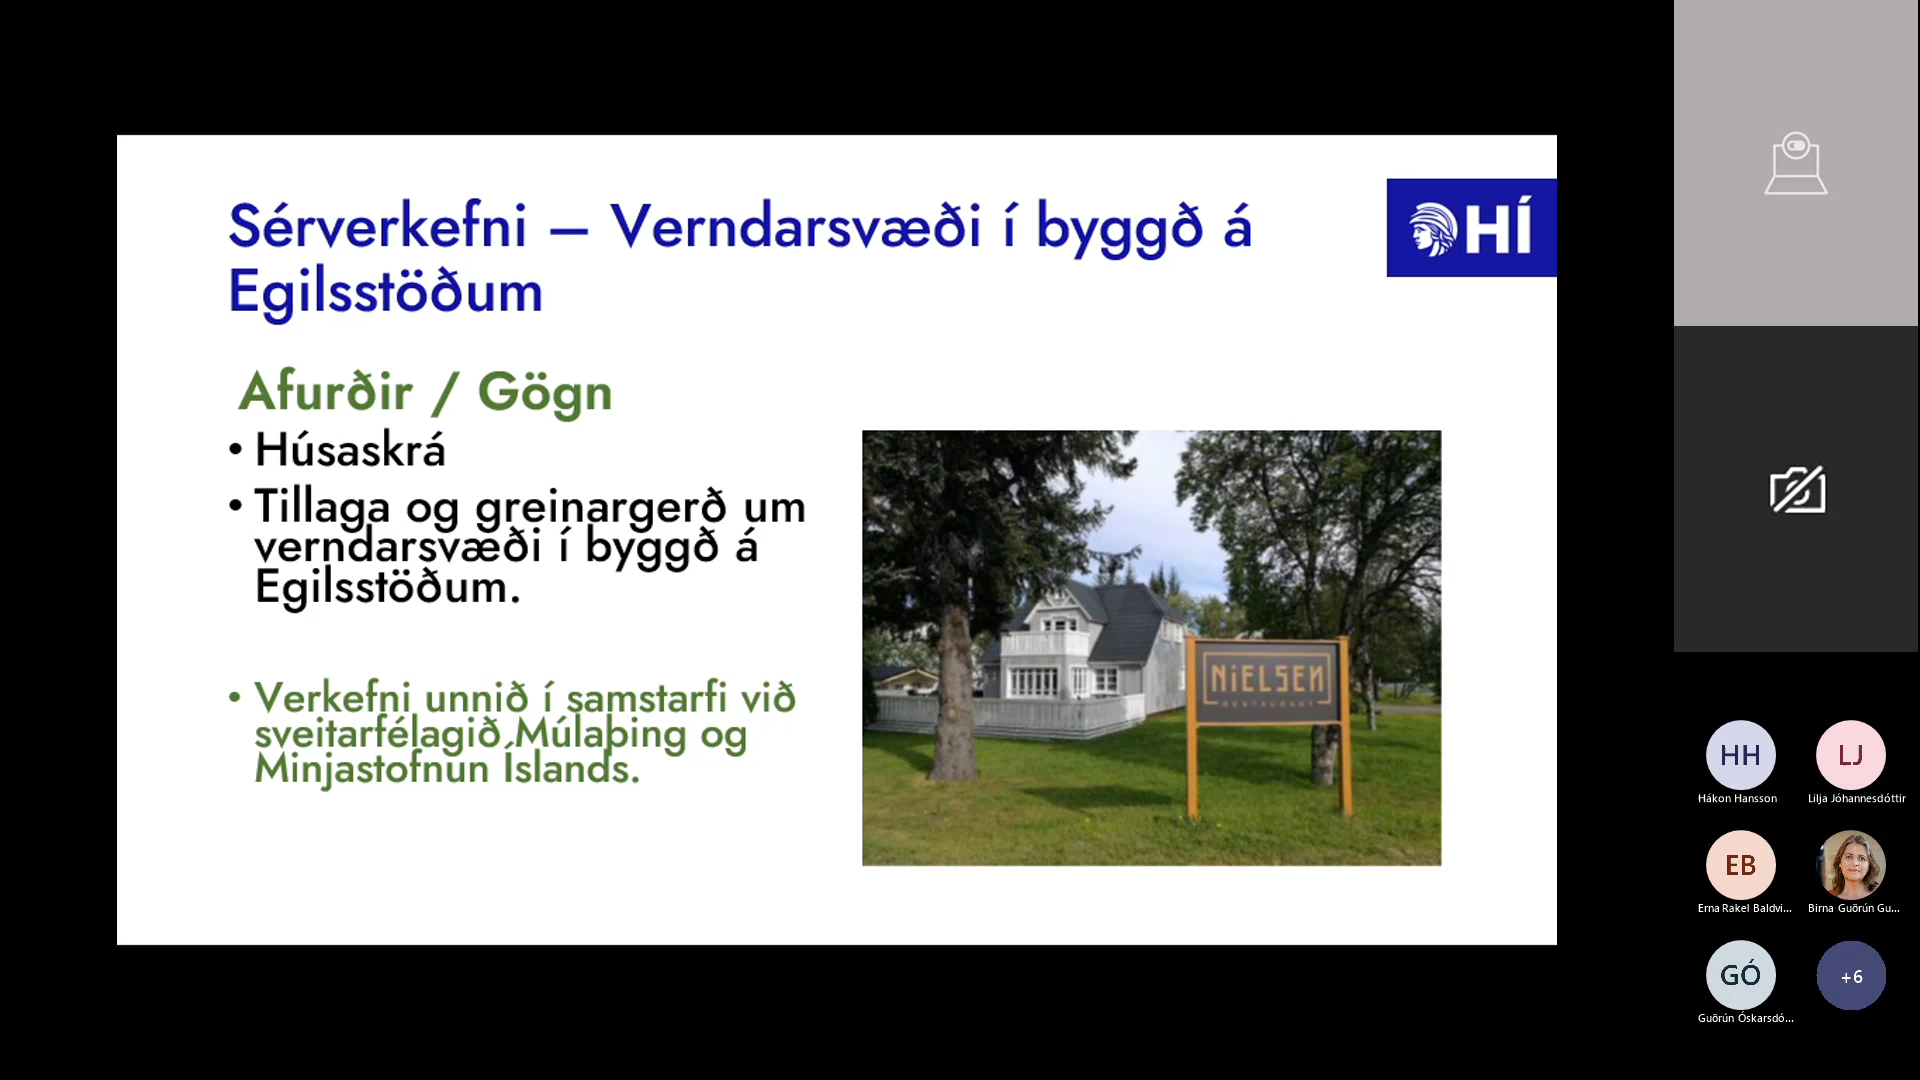 Sérverkefni – Verndarsvæði í byggð á
Egilsstöðum
HÍ
Afurðir / Gögn
• Húsaskrá
• Tillaga og greinargerð um
verndarsvæði í byggð á
Egilsstöðum.
• Verkefni unnið í samstarfi við
sveitarfélagið Múlaþing og
Minjastofnun Íslands.
NiELSEN
RESTAURANT
HH
LJ
Hákon Hansson
Lilja Jóhannesdóttir
EB
Erna Rakel Baldvi...
Birna Guðrún Gu...
GÓ
+6
Guðrún Óskarsdó...